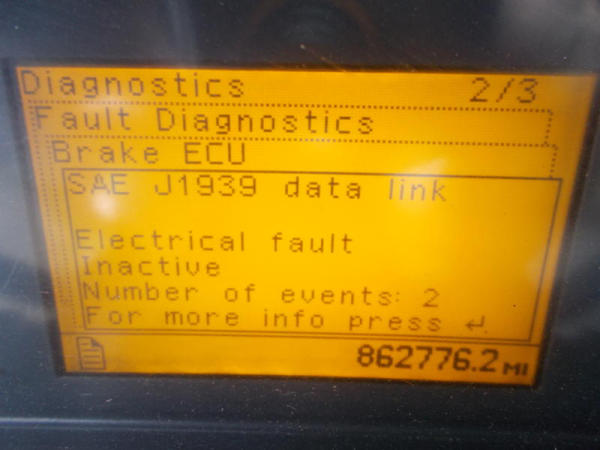 Diagnostics 2/3
Fault Diagnostics
Brake ECU
SAE J1939 data link
Electrical fault
Inactive
Number of events: 2
For more info press ↵
862776.2 MI